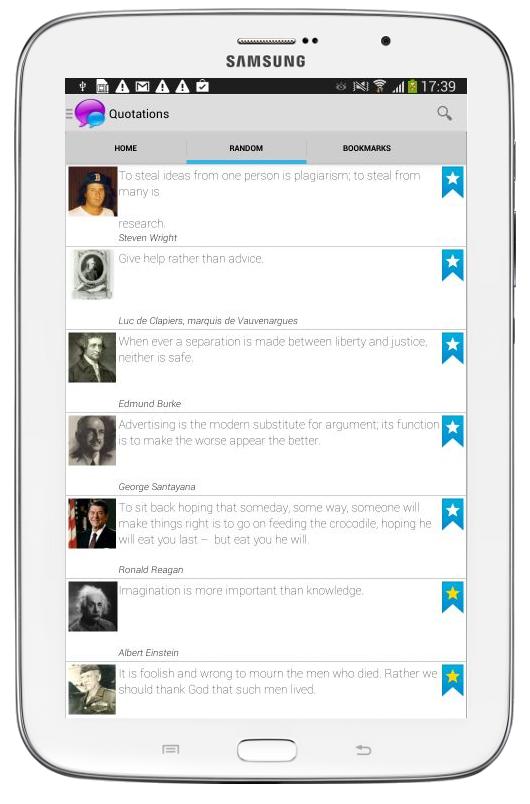 SAMSUNG
17:39
Quotations
HOME
RANDOM
BOOKMARKS
To steal ideas from one person is plagiarism; to steal from
many is
research.
Steven Wright
Give help rather than advice.
Luc de Clapiers, marquis de Vauvenargues
When ever a separation is made between liberty and justice,
neither is safe.
Edmund Burke
Advertising is the modern substitute for argument; its function
is to make the worse appear the better.
George Santayana
To sit back hoping that someday, some way, someone will
make things right is to go on feeding the crocodile, hoping he
will eat you last – but eat you he will.
Ronald Reagan
Imagination is more important than knowledge.
Albert Einstein
It is foolish and wrong to mourn the men who died. Rather we
should thank God that such men lived.